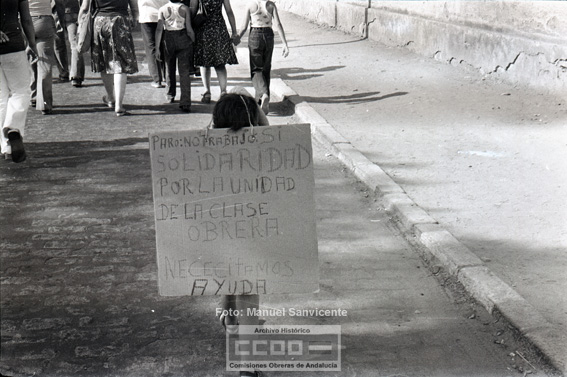 PARO:NO TRABAJO:SI
SOLIDARIDAD
POR LA UNIDAD
DE LA CLASE
OBRERA
NECECITAMOS
AYUDA
Foto: Manuel Sanvicente
Archivo Histórico
CCOO
Comisiones Obreras de Andalucía